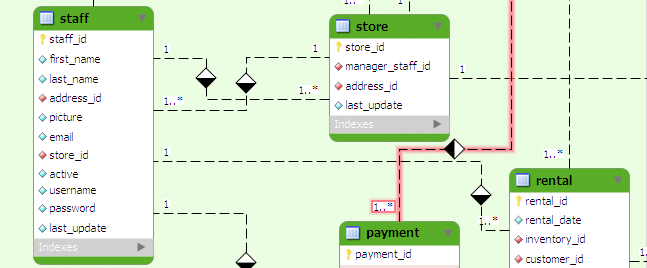 staff
staff_id
first_name
last_name
address_id
picture
email
store_id
active
username
password
last_update
Indexes
1
1..*
1
1
1..*
store
store_id
manager_staff_id
address_id
last_update
Indexes
1..*
1
1
1
1..*
payment
payment_id
1..*
1..*
rental
rental_id
rental_date
inventory_id
customer_id
1